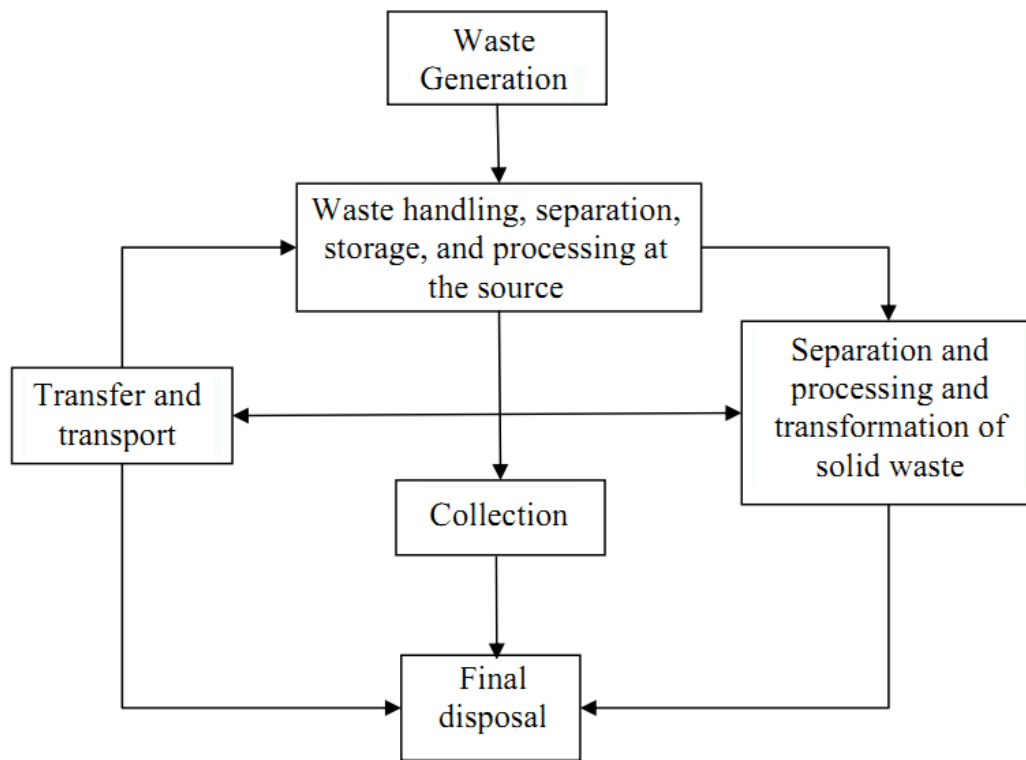 Waste
Generation
Waste handling, separation,
storage, and processing at
the source
Transfer and
transport
Separation and
processing and
transformation of
solid waste
Collection
Final
disposal